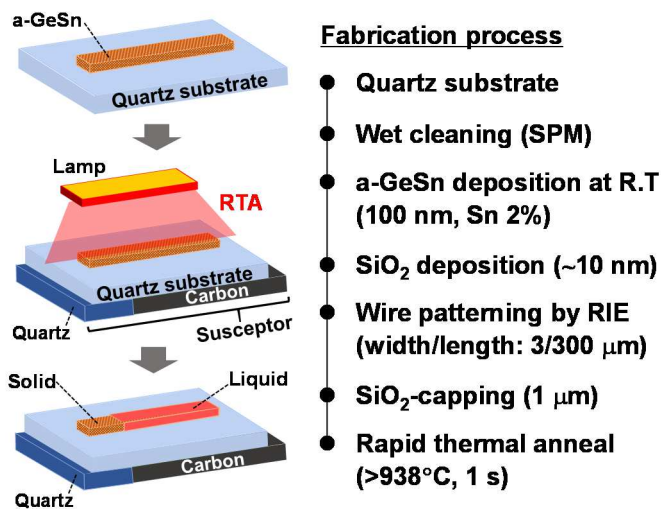 a-GeSn
Quartz substrate
Lamp
RTA
Quartz substrate
Carbon
Quartz
Susceptor
Solid
Liquid
Carbon
Quartz
Fabrication process
Quartz substrate
Wet cleaning (SPM)
a-GeSn deposition at R.T
(100 nm, Sn 2%)
SiO₂ deposition (~10 nm)
Wire patterning by RIE
(width/length: 3/300 μm)
SiO₂-capping (1 μm)
Rapid thermal anneal
(>938°C, 1 s)